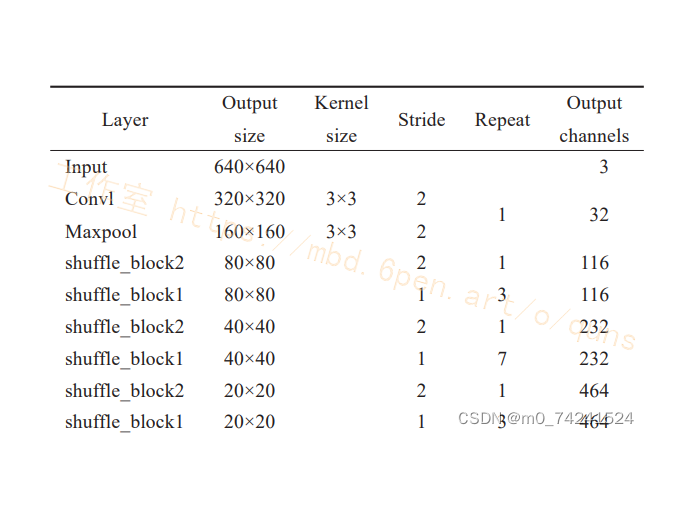 Layer Output size Kernel size Stride Repeat Output channels
Input 640×640 3
Convl 320×320 3×3 2 1 32
Maxpool 160×160 3×3 2
shuffle_block2 80×80 2 1 116
shuffle_block1 80×80 1 3 116
shuffle_block2 40×40 2 1 232
shuffle_block1 40×40 1 7 232
shuffle_block2 20×20 2 1 464
shuffle_block1 20×20 1 3 464
工作室 https://mbd.6pen.art/o/qdns
CSDN @m0_74241524